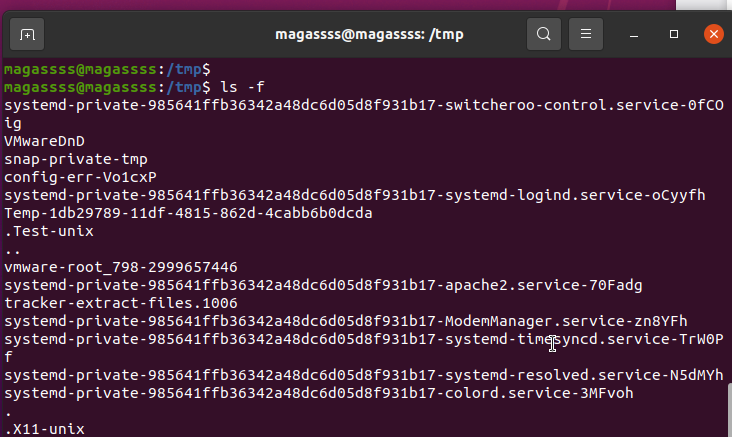 magassss@magassss: /tmp
magassss@magassss:/tmp$
magassss@magassss:/tmp$ ls -f
systemd-private-985641ffb36342a48dc6d05d8f931b17-switcheroo-control.service-0fCO
ig
VMwareDnD
snap-private-tmp
config-err-Vo1cxP
systemd-private-985641ffb36342a48dc6d05d8f931b17-systemd-logind.service-oCyyfh
Temp-1db29789-11df-4815-862d-4cabb6b0dcda
.Test-unix
..
vmware-root_798-2999657446
systemd-private-985641ffb36342a48dc6d05d8f931b17-apache2.service-70Fadg
tracker-extract-files.1006
systemd-private-985641ffb36342a48dc6d05d8f931b17-ModemManager.service-zn8YFh
systemd-private-985641ffb36342a48dc6d05d8f931b17-systemd-timesyncd.service-TrW0P
f
systemd-private-985641ffb36342a48dc6d05d8f931b17-systemd-resolved.service-N5dMYh
systemd-private-985641ffb36342a48dc6d05d8f931b17-colord.service-3MFvoh
.
.X11-unix